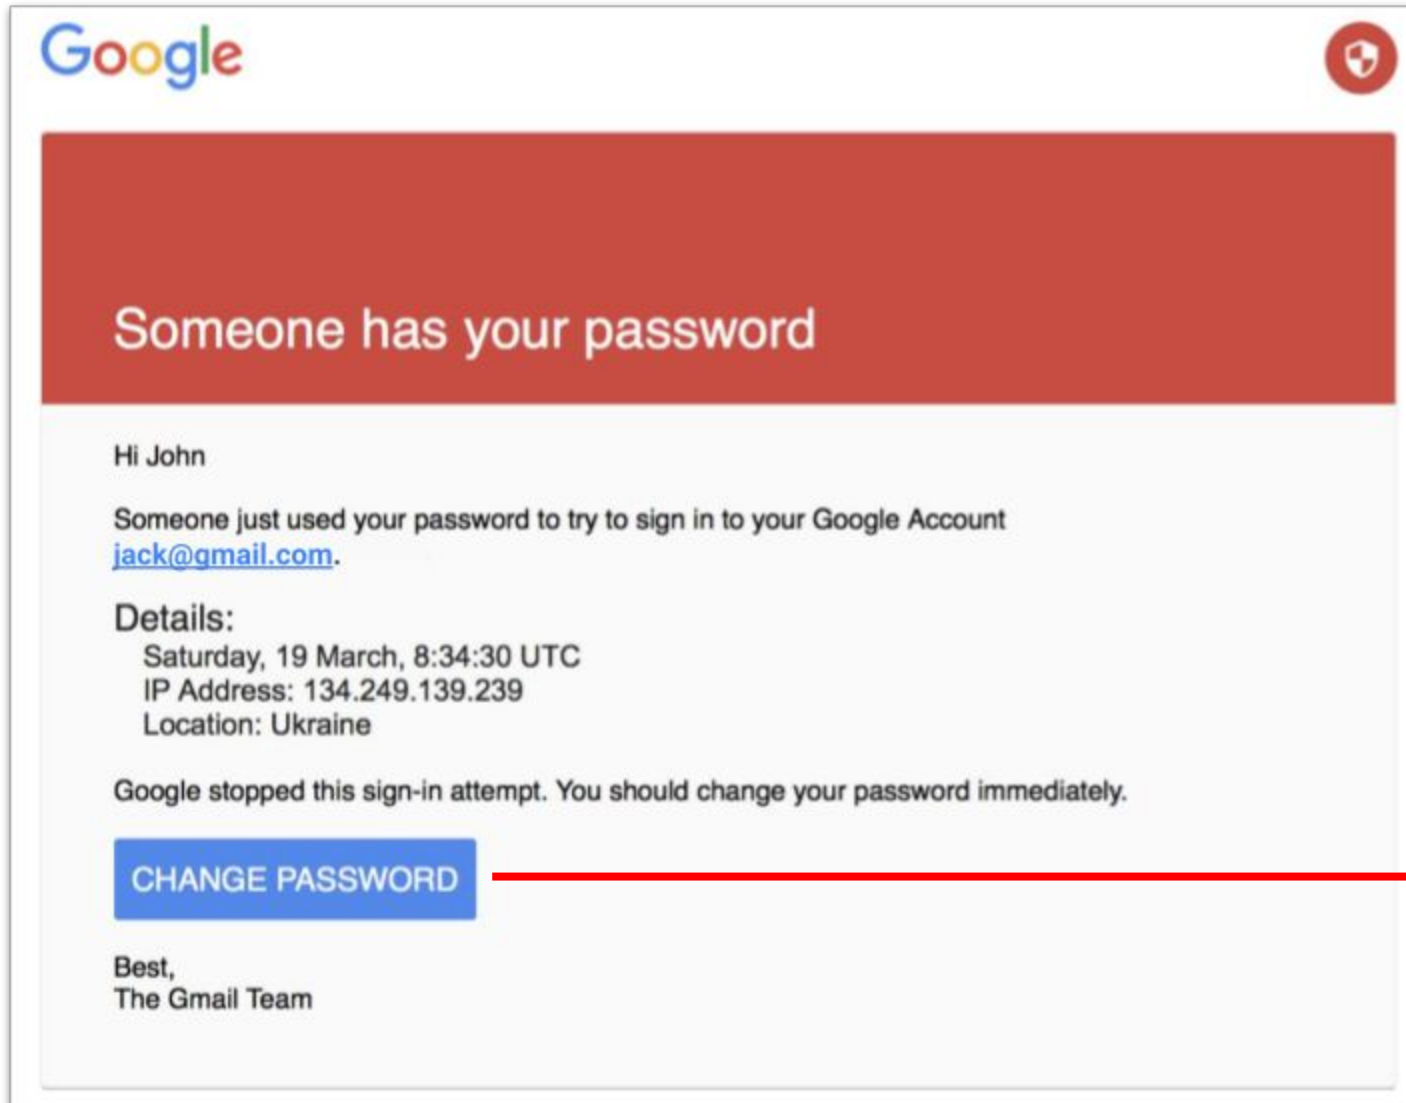 Google
Someone has your password
Hi John
Someone just used your password to try to sign in to your Google Account
jack@gmail.com.
Details:
Saturday, 19 March, 8:34:30 UTC
IP Address: 134.249.139.239
Location: Ukraine
Google stopped this sign-in attempt. You should change your password immediately.
CHANGE PASSWORD
Best,
The Gmail Team